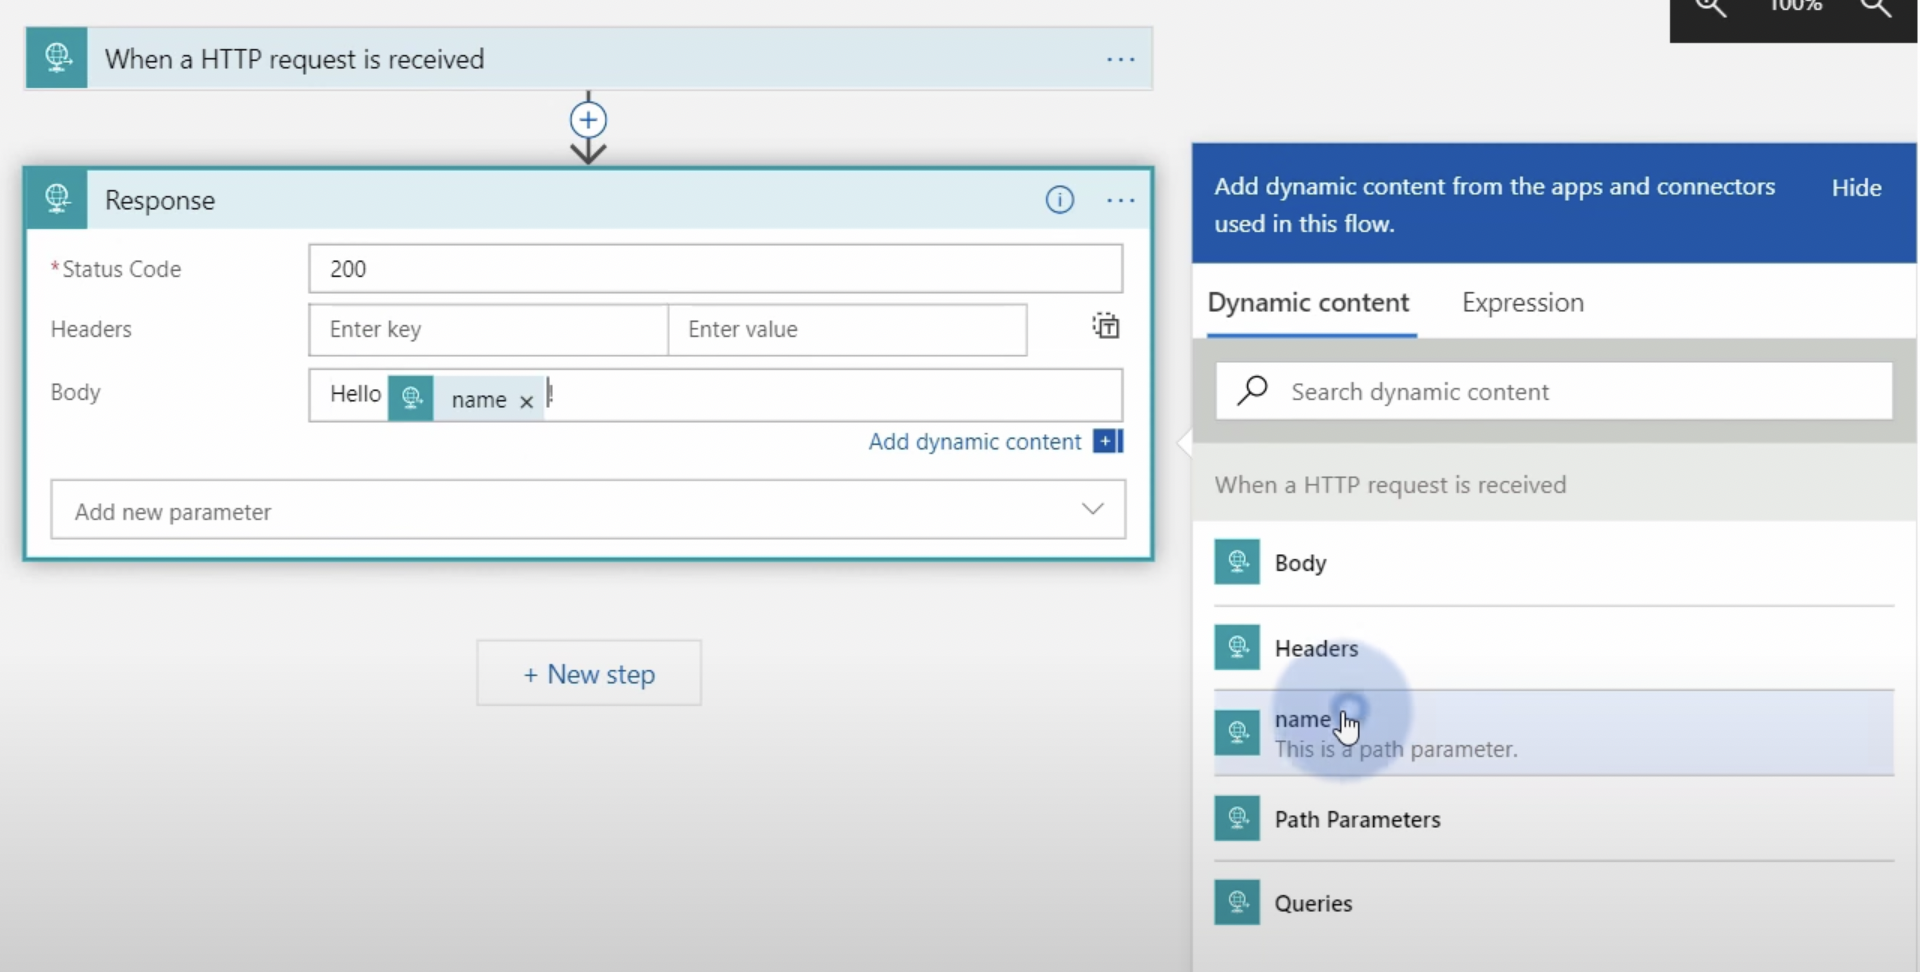 100%
When a HTTP request is received
...
Response
...
Add dynamic content from the apps and connectors
used in this flow.
Hide
*Status Code
200
Headers
Enter key
Enter value
Body
Hello name × !
Add dynamic content +
Add new parameter
+ New step
Dynamic content
Expression
Search dynamic content
When a HTTP request is received
Body
Headers
name
This is a path parameter.
Path Parameters
Queries